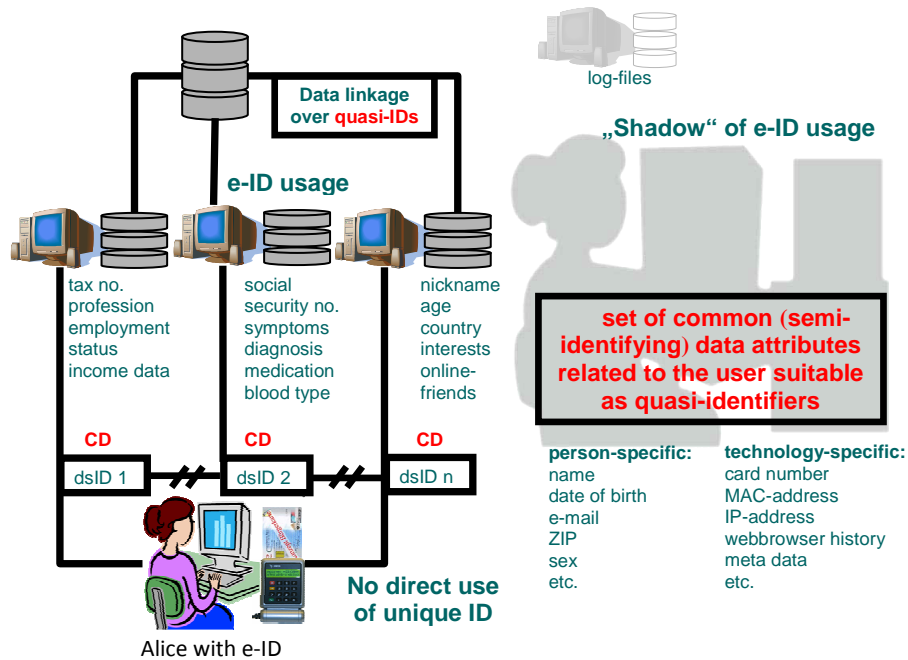 log-files
Data linkage
over quasi-IDs
„Shadow“ of e-ID usage
e-ID usage
tax no.
profession
employment
status
income data
social
security no.
symptoms
diagnosis
medication
blood type
nickname
age
country
interests
online-
friends
set of common (semi-
identifying) data attributes
related to the user suitable
as quasi-identifiers
CD
CD
CD
dsID 1
dsID 2
dsID n
person-specific:
name
date of birth
e-mail
ZIP
sex
etc.
technology-specific:
card number
MAC-address
IP-address
webbrowser history
meta data
etc.
No direct use
of unique ID
Alice with e-ID